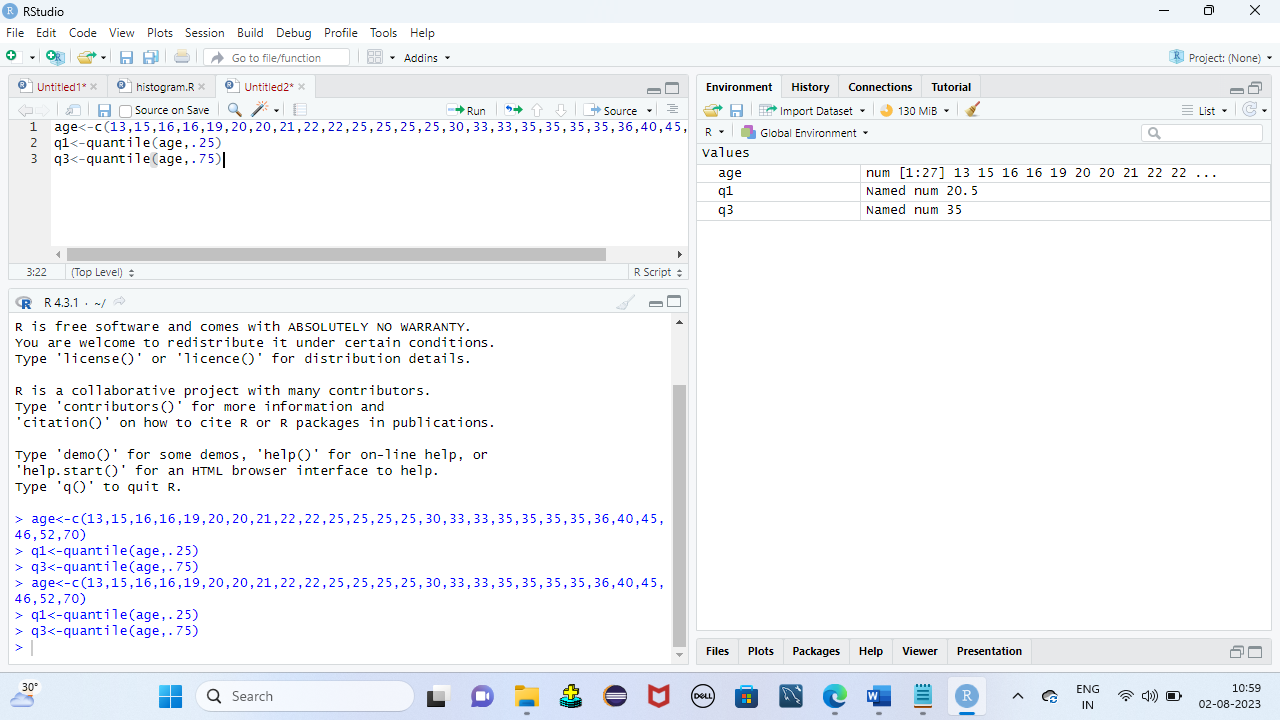 RStudio
File Edit Code View Plots Session Build Debug Profile Tools Help
Go to file/function Addins Project: (None)
Untitled1* histogram.R Untitled2*
Source on Save Run Source
1 age<-c(13,15,16,16,19,20,20,21,22,22,25,25,25,25,30,33,33,35,35,35,35,36,40,45,
2 q1<-quantile(age,.25)
3 q3<-quantile(age,.75)
3:22 (Top Level) R Script
R 4.3.1 · ~/
R is free software and comes with ABSOLUTELY NO WARRANTY.
You are welcome to redistribute it under certain conditions.
Type 'license()' or 'licence()' for distribution details.
R is a collaborative project with many contributors.
Type 'contributors()' for more information and
'citation()' on how to cite R or R packages in publications.
Type 'demo()' for some demos, 'help()' for on-line help, or
'help.start()' for an HTML browser interface to help.
Type 'q()' to quit R.
> age<-c(13,15,16,16,19,20,20,21,22,22,25,25,25,25,30,33,33,35,35,35,35,36,40,45,
46,52,70)
> q1<-quantile(age,.25)
> q3<-quantile(age,.75)
> age<-c(13,15,16,16,19,20,20,21,22,22,25,25,25,25,30,33,33,35,35,35,35,36,40,45,
46,52,70)
> q1<-quantile(age,.25)
> q3<-quantile(age,.75)
>
Environment History Connections Tutorial
Import Dataset 130 MiB List
R Global Environment
Values
age num [1:27] 13 15 16 16 19 20 20 21 22 22 ...
q1 Named num 20.5
q3 Named num 35
Files Plots Packages Help Viewer Presentation
30°
Search
DELL
W
R
ENG
IN
10:59
02-08-2023